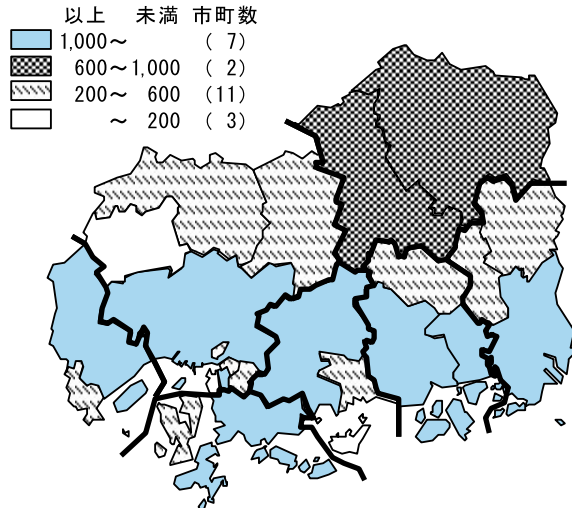 以上 未満 市町数
1,000～ ( 7)
600～1,000 ( 2)
200～ 600 (11)
～ 200 ( 3)